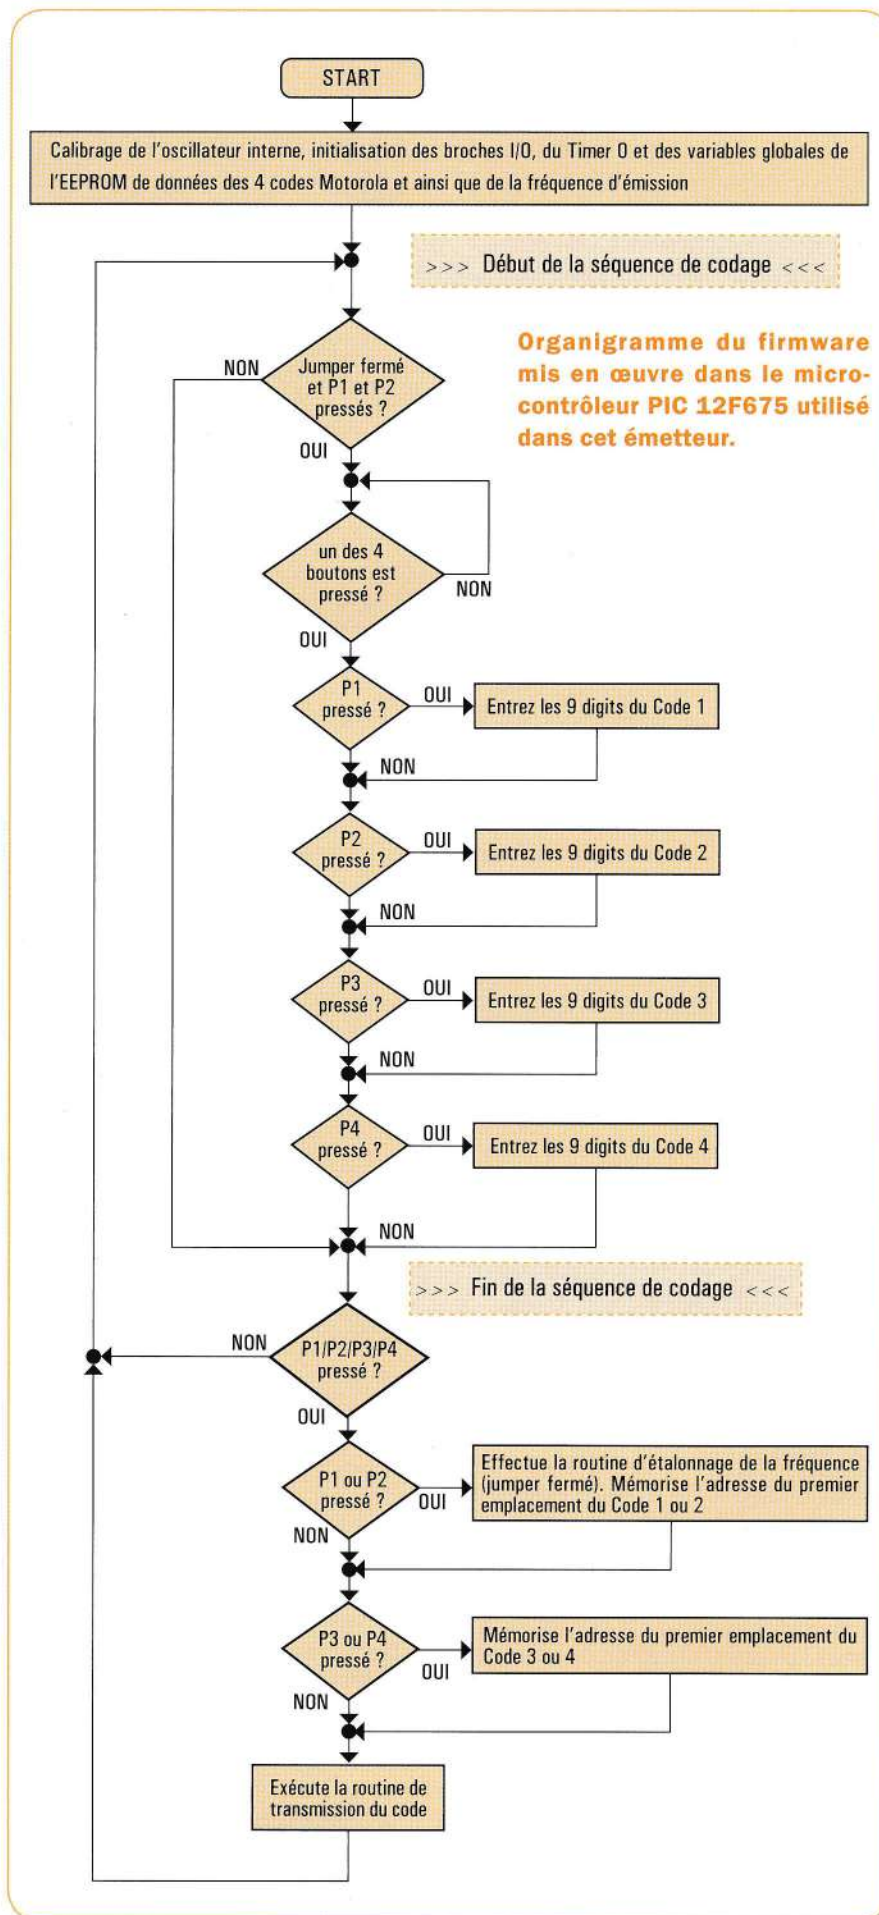 START
Calibrage de l'oscillateur interne, initialisation des broches I/O, du Timer 0 et des variables globales de
l'EEPROM de données des 4 codes Motorola et ainsi que de la fréquence d'émission
>>> Début de la séquence de codage <<<
Organigramme du firmware
mis en œuvre dans le micro-
contrôleur PIC 12F675 utilisé
dans cet émetteur.
NON
Jumper fermé
et P1 et P2
pressés ?
OUI
un des 4
boutons est
pressé ?
NON
OUI
P1
pressé ?
OUI
Entrez les 9 digits du Code 1
NON
P2
pressé ?
OUI
Entrez les 9 digits du Code 2
NON
P3
pressé ?
OUI
Entrez les 9 digits du Code 3
NON
P4
pressé ?
OUI
Entrez les 9 digits du Code 4
NON
>>> Fin de la séquence de codage <<<
NON
P1/P2/P3/P4
pressé ?
OUI
P1 ou P2
pressé ?
OUI
Effectue la routine d'étalonnage de la fréquence
(jumper fermé). Mémorise l'adresse du premier
emplacement du Code 1 ou 2
NON
P3 ou P4
pressé ?
OUI
Mémorise l'adresse du premier emplacement du
Code 3 ou 4
NON
Exécute la routine de
transmission du code